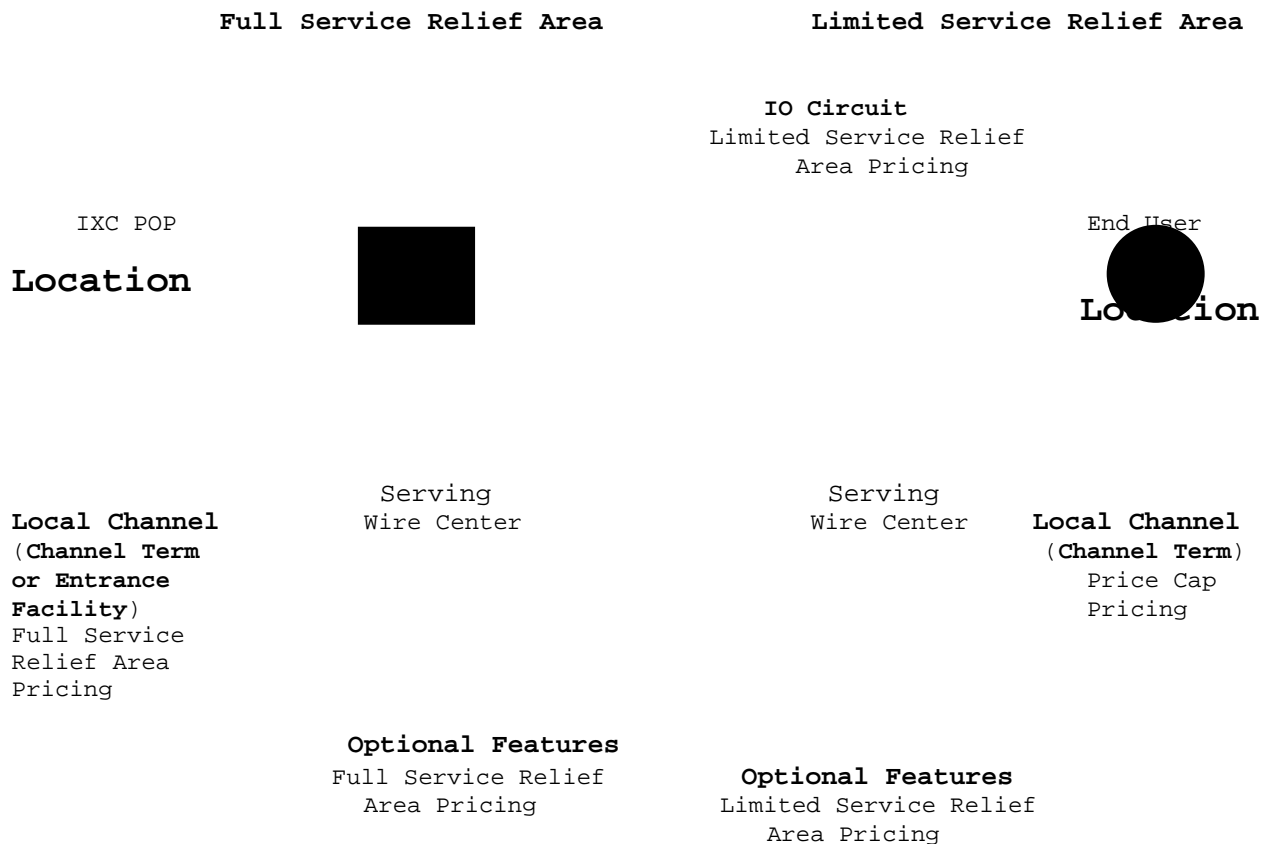 Full Service Relief Area
Limited Service Relief Area
IO Circuit
Limited Service Relief
Area Pricing
IXC POP
Location
End User
Serving
Wire Center
Serving
Wire Center
Local Channel
(Channel Term
or Entrance
Facility)
Full Service
Relief Area
Pricing
Local Channel
(Channel Term)
Price Cap
Pricing
Optional Features
Full Service Relief
Area Pricing
Optional Features
Limited Service Relief
Area Pricing